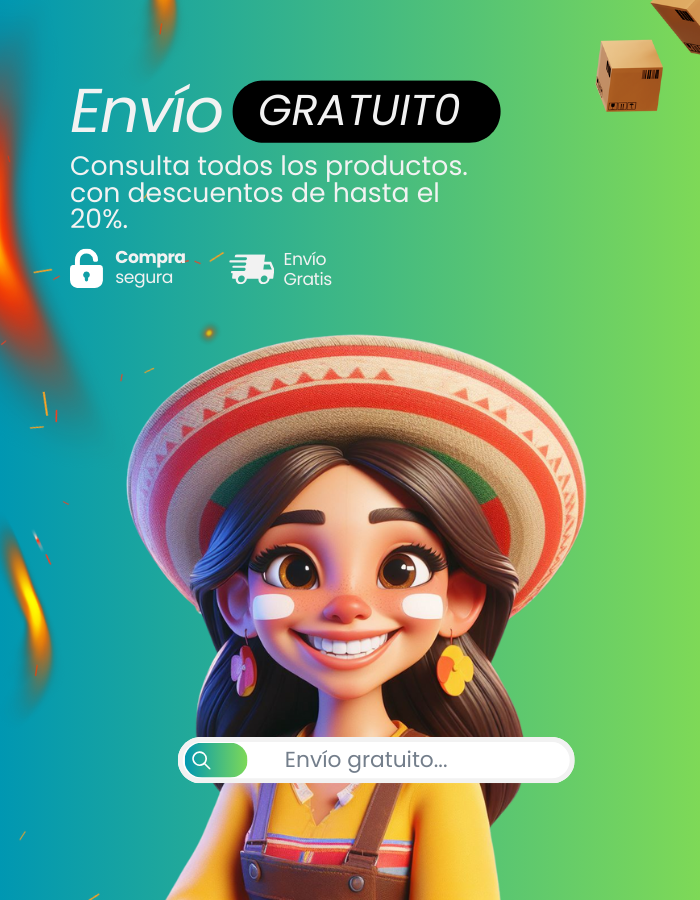 Envío GRATUITO
Consulta todos los productos.
con descuentos de hasta el
20%.
Compra
segura
Envío
Gratis
Envío gratuito...